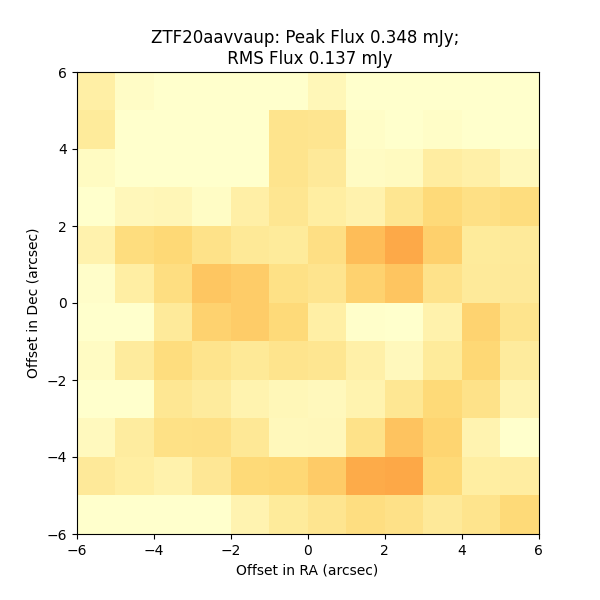 ZTF20aavvaup: Peak Flux 0.348 mJy;
RMS Flux 0.137 mJy
6
4
2
0
−2
−4
−6
Offset in Dec (arcsec)
−6 −4 −2 0 2 4 6
Offset in RA (arcsec)